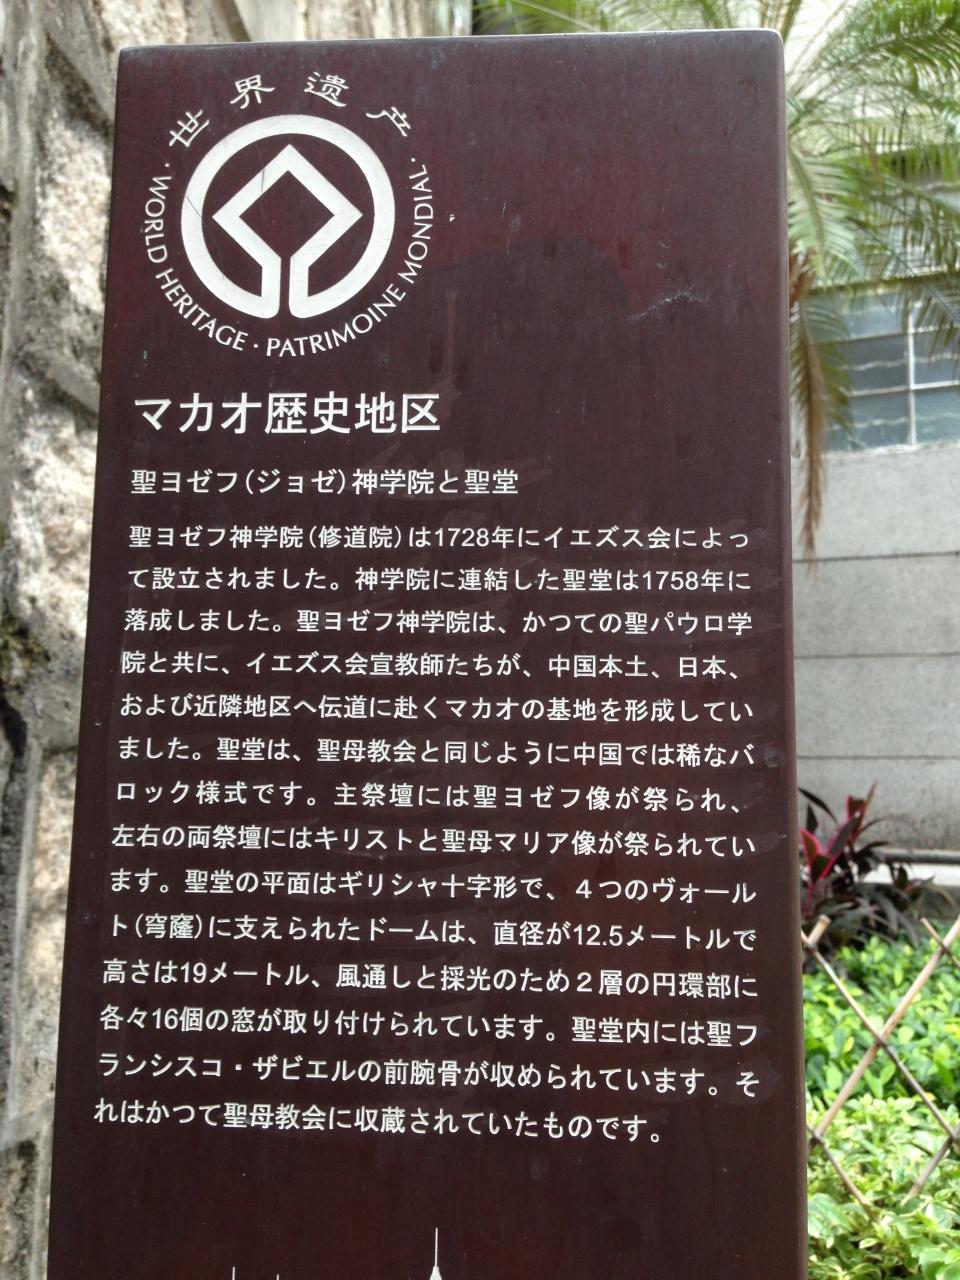 世界遗产
·WORLD HERITAGE · PATRIMOINE MONDIAL·
マカオ歴史地区
聖ヨゼフ(ジョゼ)神学院と聖堂
聖ヨゼフ神学院(修道院)は1728年にイエズス会によっ
て設立されました。神学院に連結した聖堂は1758年に
落成しました。聖ヨゼフ神学院は、かつての聖パウロ学
院と共に、イエズス会宣教師たちが、中国本土、日本、
および近隣地区へ伝道に赴くマカオの基地を形成してい
ました。聖堂は、聖母教会と同じように中国では稀なバ
ロック様式です。主祭壇には聖ヨゼフ像が祭られ、
左右の両祭壇にはキリストと聖母マリア像が祭られてい
ます。聖堂の平面はギリシャ十字形で、４つのヴォール
ト(穹窿)に支えられたドームは、直径が12.5メートルで
高さは19メートル、風通しと採光のため２層の円環部に
各々16個の窓が取り付けられています。聖堂内には聖フ
ランシスコ・ザビエルの前腕骨が収められています。そ
れはかつて聖母教会に収蔵されていたものです。